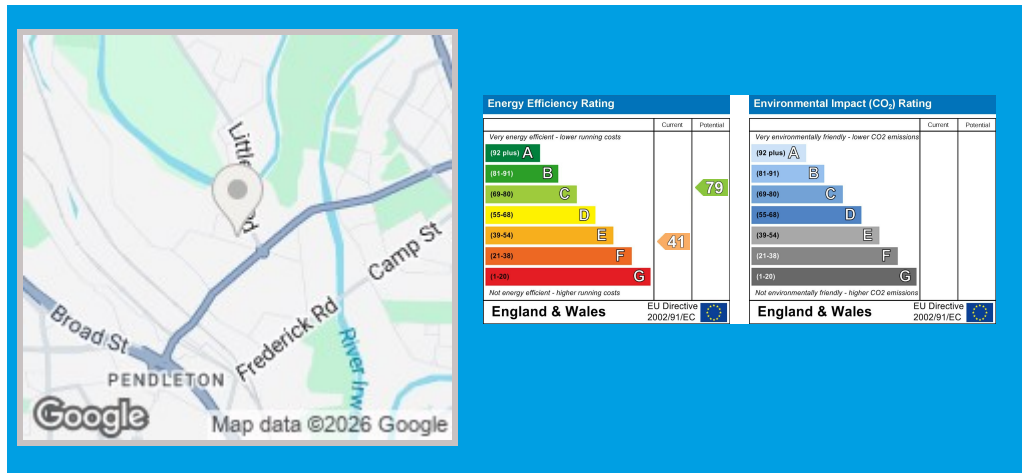 Little
d
Camp St
Frederick Rd
Broad St
River Irw
PENDLETON
Google
Map data ©2026 Google
Energy Efficiency Rating
Current Potential
Very energy efficient - lower running costs
(92 plus) A
(81-91) B
(69-80) C
79
(55-68) D
(39-54) E
41
(21-38) F
(1-20) G
Not energy efficient - higher running costs
England & Wales
EU Directive
2002/91/EC
Environmental Impact (CO₂) Rating
Current Potential
Very environmentally friendly - lower CO2 emissions
(92 plus) A
(81-91) B
(69-80) C
(55-68) D
(39-54) E
(21-38) F
(1-20) G
Not environmentally friendly - higher CO2 emissions
England & Wales
EU Directive
2002/91/EC